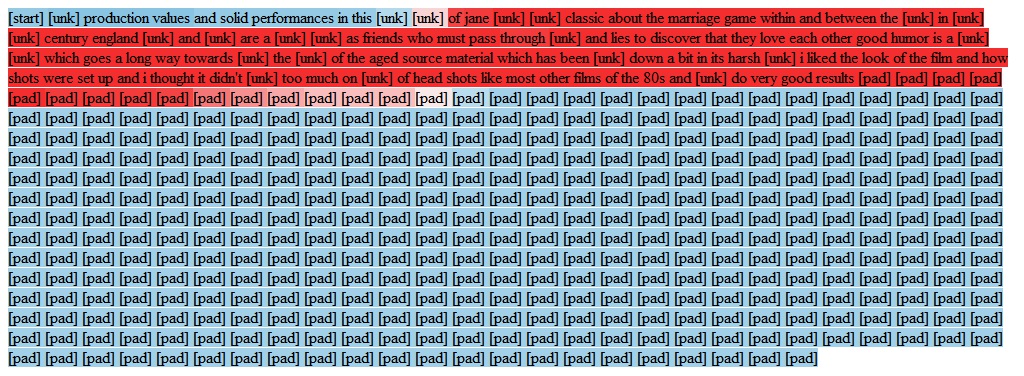 [start] [unk] production values and solid performances in this [unk] [unk] of jane [unk] [unk] classic about the marriage game within and between the [unk] in [unk]
[unk] century england [unk] and [unk] are a [unk] [unk] as friends who must pass through [unk] and lies to discover that they love each other good humor is a [unk]
[unk] which goes a long way towards [unk] the [unk] of the aged source material which has been [unk] down a bit in its harsh [unk] i liked the look of the film and how
shots were set up and i thought it didn't [unk] too much on [unk] of head shots like most other films of the 80s and [unk] do very good results [pad] [pad] [pad] [pad]
[pad] [pad] [pad] [pad] [pad] [pad] [pad] [pad] [pad] [pad] [pad] [pad] [pad] [pad] [pad] [pad] [pad] [pad] [pad] [pad] [pad] [pad] [pad] [pad] [pad] [pad] [pad]
[pad] [pad] [pad] [pad] [pad] [pad] [pad] [pad] [pad] [pad] [pad] [pad] [pad] [pad] [pad] [pad] [pad] [pad] [pad] [pad] [pad] [pad] [pad] [pad] [pad] [pad] [pad]
[pad] [pad] [pad] [pad] [pad] [pad] [pad] [pad] [pad] [pad] [pad] [pad] [pad] [pad] [pad] [pad] [pad] [pad] [pad] [pad] [pad] [pad] [pad] [pad] [pad] [pad] [pad]
[pad] [pad] [pad] [pad] [pad] [pad] [pad] [pad] [pad] [pad] [pad] [pad] [pad] [pad] [pad] [pad] [pad] [pad] [pad] [pad] [pad] [pad] [pad] [pad] [pad] [pad] [pad]
[pad] [pad] [pad] [pad] [pad] [pad] [pad] [pad] [pad] [pad] [pad] [pad] [pad] [pad] [pad] [pad] [pad] [pad] [pad] [pad] [pad] [pad] [pad] [pad] [pad] [pad] [pad]
[pad] [pad] [pad] [pad] [pad] [pad] [pad] [pad] [pad] [pad] [pad] [pad] [pad] [pad] [pad] [pad] [pad] [pad] [pad] [pad] [pad] [pad] [pad] [pad] [pad] [pad] [pad]
[pad] [pad] [pad] [pad] [pad] [pad] [pad] [pad] [pad] [pad] [pad] [pad] [pad] [pad] [pad] [pad] [pad] [pad] [pad] [pad] [pad] [pad] [pad] [pad] [pad] [pad] [pad]
[pad] [pad] [pad] [pad] [pad] [pad] [pad] [pad] [pad] [pad] [pad] [pad] [pad] [pad] [pad] [pad] [pad] [pad] [pad] [pad] [pad] [pad] [pad] [pad] [pad] [pad] [pad]
[pad] [pad] [pad] [pad] [pad] [pad] [pad] [pad] [pad] [pad] [pad] [pad] [pad] [pad] [pad] [pad] [pad] [pad] [pad] [pad] [pad] [pad] [pad] [pad] [pad] [pad] [pad]
[pad] [pad] [pad] [pad] [pad] [pad] [pad] [pad] [pad] [pad] [pad] [pad] [pad] [pad] [pad] [pad] [pad] [pad] [pad] [pad] [pad] [pad] [pad] [pad] [pad] [pad] [pad]
[pad] [pad] [pad] [pad] [pad] [pad] [pad] [pad] [pad] [pad] [pad] [pad] [pad] [pad] [pad] [pad] [pad] [pad] [pad] [pad] [pad] [pad] [pad] [pad] [pad] [pad] [pad]
[pad] [pad] [pad] [pad] [pad] [pad] [pad] [pad] [pad] [pad] [pad] [pad] [pad] [pad] [pad] [pad] [pad] [pad] [pad] [pad] [pad] [pad] [pad] [pad] [pad] [pad] [pad]
[pad] [pad] [pad] [pad] [pad] [pad] [pad] [pad] [pad] [pad] [pad] [pad] [pad] [pad] [pad] [pad] [pad] [pad] [pad] [pad] [pad] [pad] [pad] [pad] [pad] [pad] [pad]
[pad] [pad] [pad] [pad] [pad] [pad] [pad] [pad] [pad] [pad] [pad] [pad] [pad] [pad] [pad] [pad] [pad] [pad] [pad] [pad] [pad] [pad]